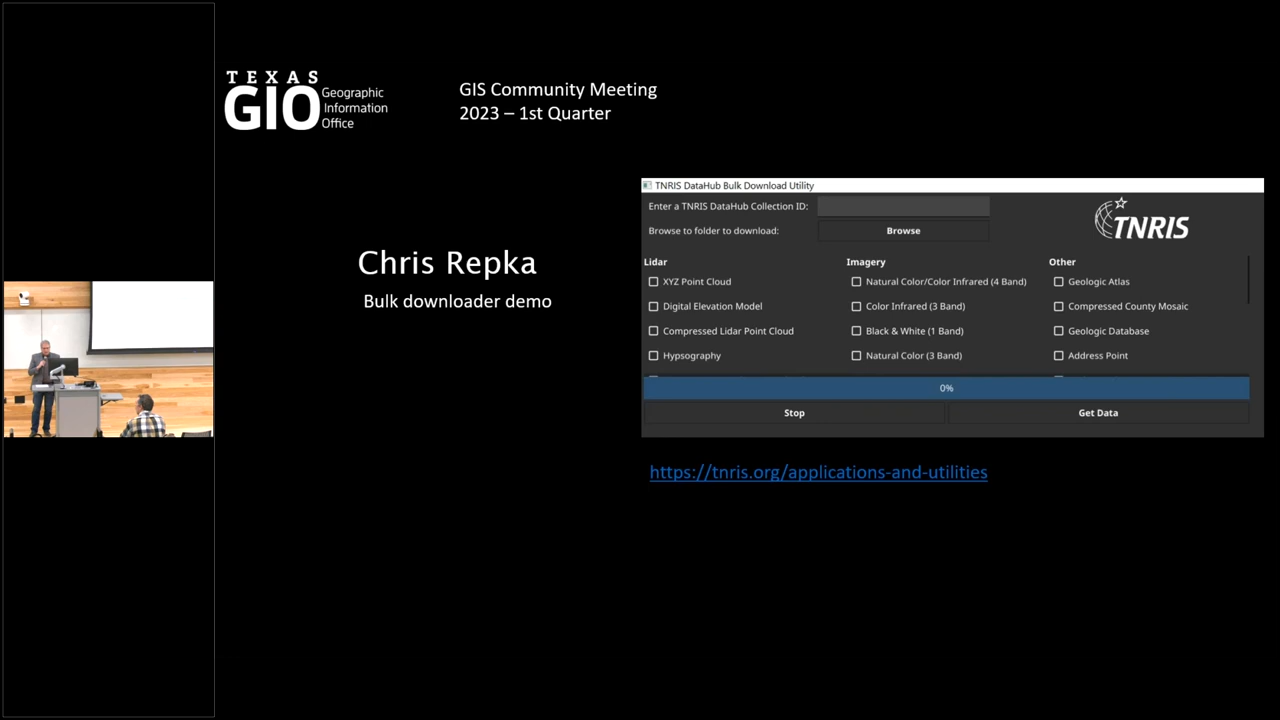 TEXAS
GIO
Geographic
Information
Office
GIS Community Meeting
2023 – 1st Quarter
Chris Repka
Bulk downloader demo
TNRIS DataHub Bulk Download Utility
Enter a TNRIS DataHub Collection ID:
Browse to folder to download:
Browse
TNRIS
Lidar
Imagery
Other
XYZ Point Cloud
Natural Color/Color Infrared (4 Band)
Geologic Atlas
Digital Elevation Model
Color Infrared (3 Band)
Compressed County Mosaic
Compressed Lidar Point Cloud
Black & White (1 Band)
Geologic Database
Hypsography
Natural Color (3 Band)
Address Point
0%
Stop
Get Data
https://tnris.org/applications-and-utilities